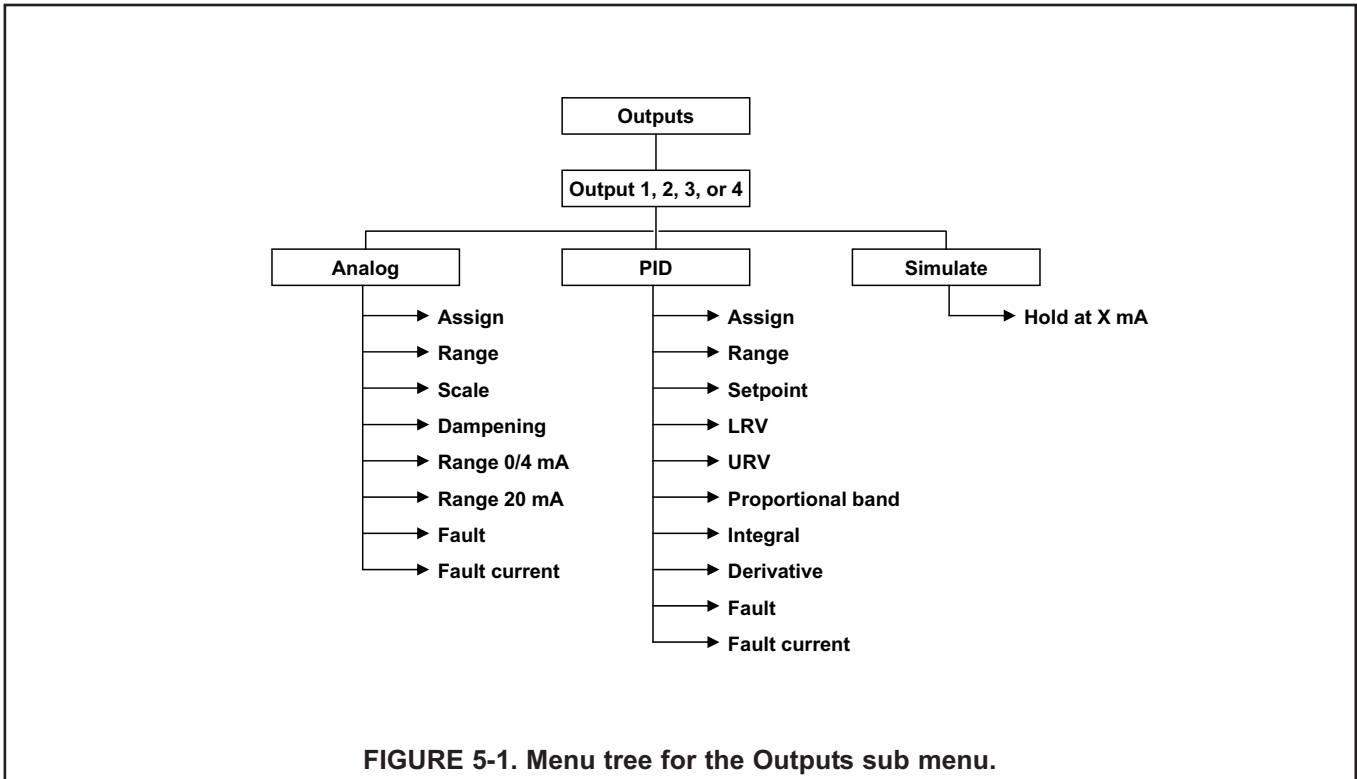 Outputs
Output 1, 2, 3, or 4
Analog
PID
Simulate
Assign
Range
Scale
Dampening
Range 0/4 mA
Range 20 mA
Fault
Fault current
Assign
Range
Setpoint
LRV
URV
Proportional band
Integral
Derivative
Fault
Fault current
Hold at X mA
FIGURE 5-1. Menu tree for the Outputs sub menu.